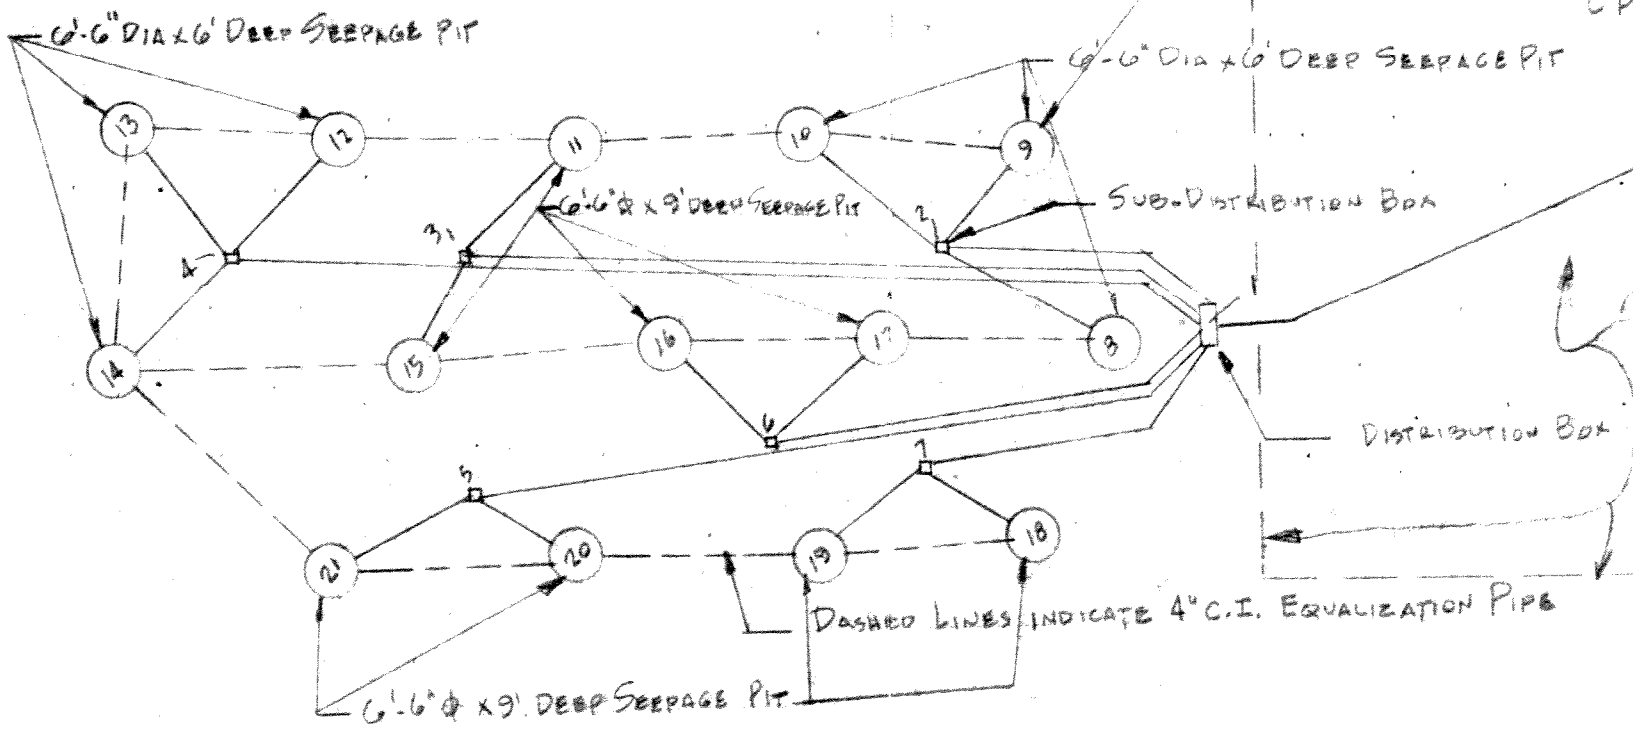 6'-6" DIA x 6' DEEP SEEPAGE PIT
6'-6" DIA x 6' DEEP SEEPAGE PIT
13
12
11
10
9
6'-6" ϕ x 9' DEEP SEEPAGE PIT
2
SUB-DISTRIBUTION BOX
3
4
14
15
16
17
8
6
DISTRIBUTION BOX
5
7
21
20
19
18
DASHED LINES INDICATE 4" C.I. EQUALIZATION PIPE
6'-6" ϕ x 9' DEEP SEEPAGE PIT